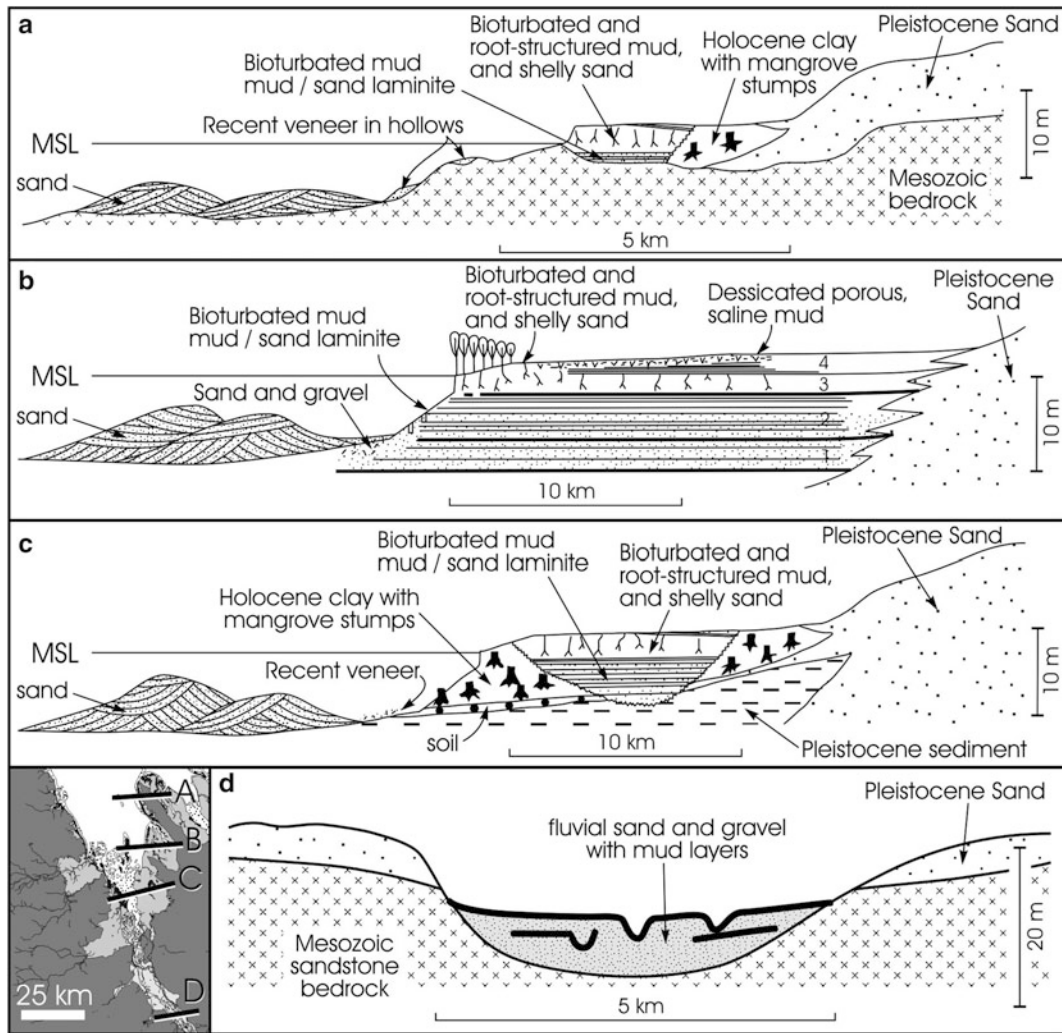 a
Bioturbated and
root-structured mud,
and shelly sand
Holocene clay
with mangrove
stumps
Pleistocene Sand
Bioturbated mud
mud / sand laminite
Recent veneer in hollows
MSL
sand
10 m
Mesozoic
bedrock
5 km
b
Bioturbated and
root-structured mud,
and shelly sand
Dessicated porous,
saline mud
Pleistocene
Sand
Bioturbated mud
mud / sand laminite
MSL
Sand and gravel
sand
4
3
2
1
10 m
10 km
c
Bioturbated mud
mud / sand laminite
Bioturbated and
root-structured mud,
and shelly sand
Pleistocene Sand
Holocene clay with
mangrove stumps
MSL
Recent veneer
sand
10 m
soil
10 km
Pleistocene sediment
A
B
C
D
25 km
d
Pleistocene Sand
fluvial sand and gravel
with mud layers
Mesozoic
sandstone
bedrock
20 m
5 km